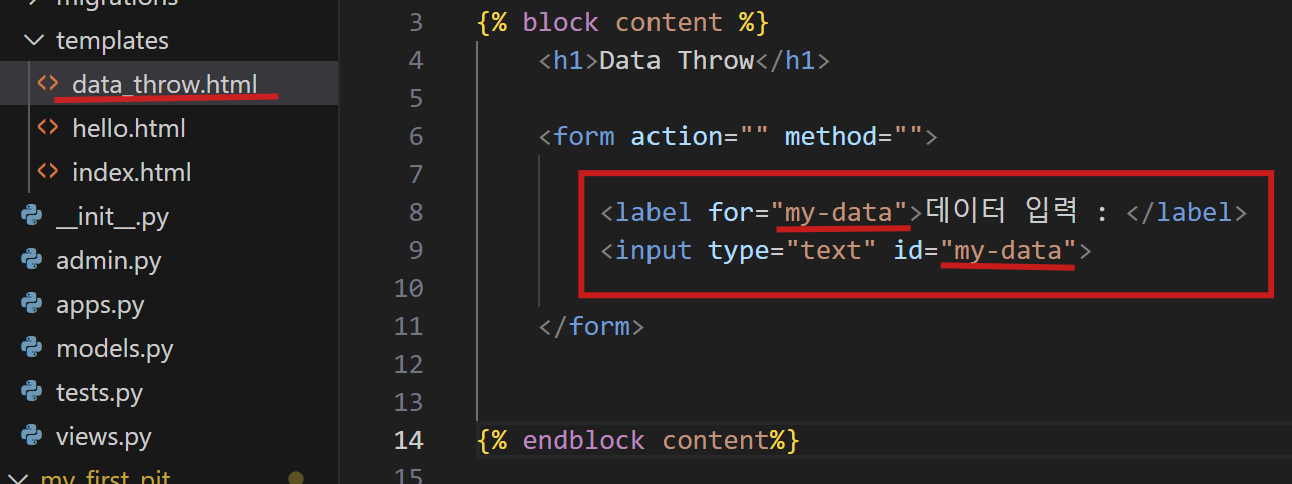 migrations
templates
data_throw.html
hello.html
index.html
__init__.py
admin.py
apps.py
models.py
tests.py
views.py
my_first_pjt
3 {% block content %}
4 <h1>Data Throw</h1>
5
6 <form action="" method="">
7
8 <label for="my-data">데이터 입력 : </label>
9 <input type="text" id="my-data">
10
11 </form>
12
13
14 {% endblock content%}
15